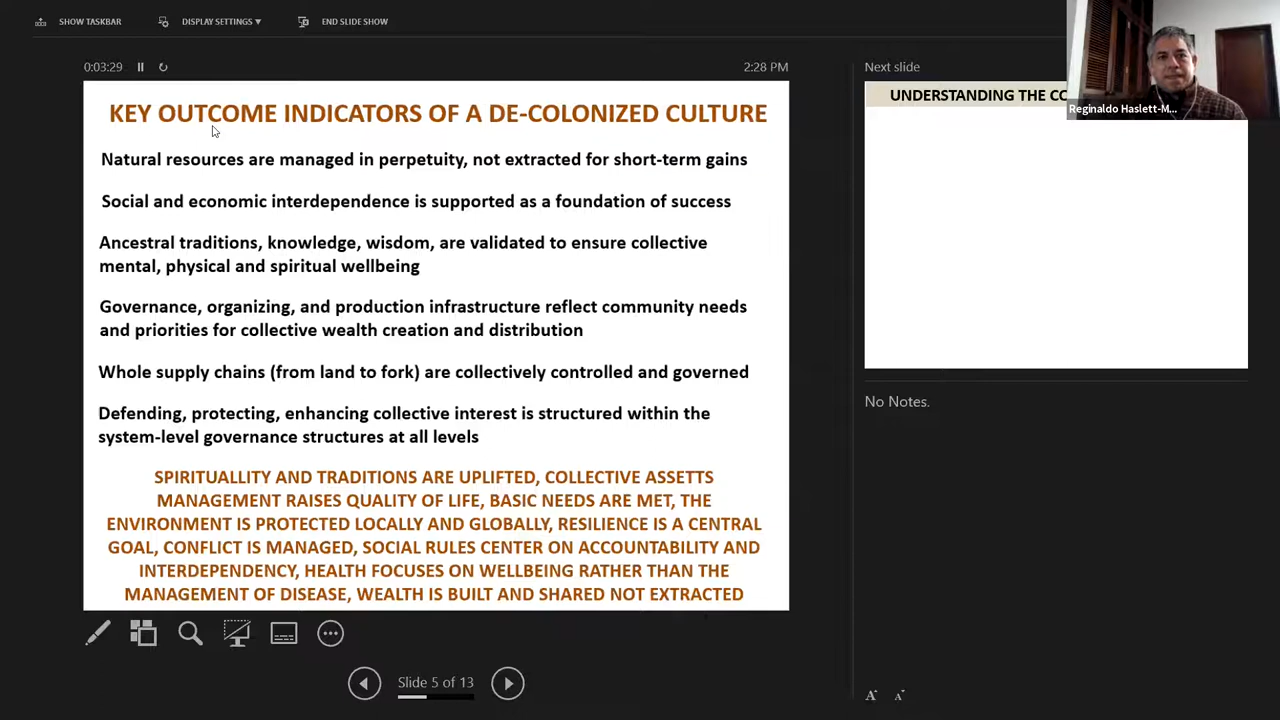 SHOW TASKBAR
DISPLAY SETTINGS ▼
END SLIDE SHOW
0:03:29
2:28 PM
KEY OUTCOME INDICATORS OF A DE-COLONIZED CULTURE
Natural resources are managed in perpetuity, not extracted for short-term gains
Social and economic interdependence is supported as a foundation of success
Ancestral traditions, knowledge, wisdom, are validated to ensure collective
mental, physical and spiritual wellbeing
Governance, organizing, and production infrastructure reflect community needs
and priorities for collective wealth creation and distribution
Whole supply chains (from land to fork) are collectively controlled and governed
Defending, protecting, enhancing collective interest is structured within the
system-level governance structures at all levels
SPIRITUALLITY AND TRADITIONS ARE UPLIFTED, COLLECTIVE ASSETTS
MANAGEMENT RAISES QUALITY OF LIFE, BASIC NEEDS ARE MET, THE
ENVIRONMENT IS PROTECTED LOCALLY AND GLOBALLY, RESILIENCE IS A CENTRAL
GOAL, CONFLICT IS MANAGED, SOCIAL RULES CENTER ON ACCOUNTABILITY AND
INTERDEPENDENCY, HEALTH FOCUSES ON WELLBEING RATHER THAN THE
MANAGEMENT OF DISEASE, WEALTH IS BUILT AND SHARED NOT EXTRACTED
Slide 5 of 13
Next slide
UNDERSTANDING THE CO
Reginaldo Haslett-M...
No Notes.
A A